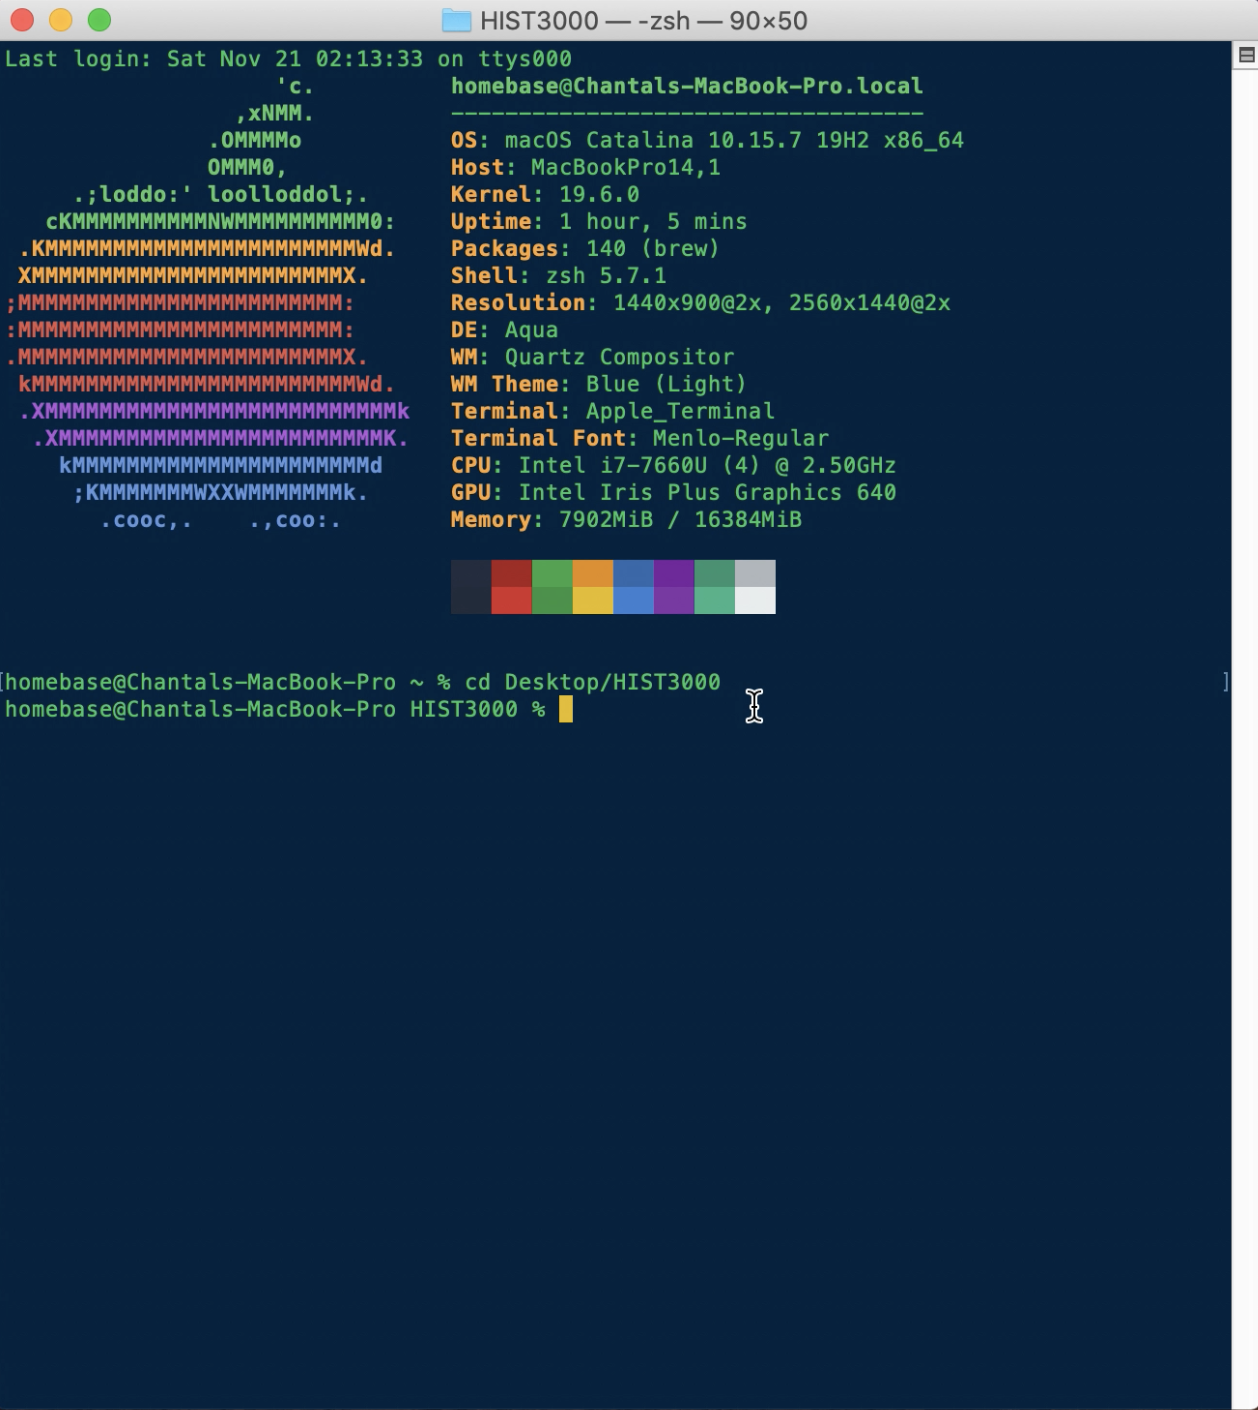 HIST3000 — -zsh — 90×50
Last login: Sat Nov 21 02:13:33 on ttys000
'c.
homebase@Chantals-MacBook-Pro.local
,xNMM.
-----------------------------------
.OMMMMo
OS: macOS Catalina 10.15.7 19H2 x86_64
OMMM0,
Host: MacBookPro14,1
.;loddo:' loolloddol;.
Kernel: 19.6.0
cKMMMMMMMMMMNWMMMMMMMMMM0:
Uptime: 1 hour, 5 mins
.KMMMMMMMMMMMMMMMMMMMMMMMWd.
Packages: 140 (brew)
XMMMMMMMMMMMMMMMMMMMMMMMX.
Shell: zsh 5.7.1
;MMMMMMMMMMMMMMMMMMMMMMMM:
Resolution: 1440x900@2x, 2560x1440@2x
:MMMMMMMMMMMMMMMMMMMMMMMM:
DE: Aqua
.MMMMMMMMMMMMMMMMMMMMMMMMX.
WM: Quartz Compositor
kMMMMMMMMMMMMMMMMMMMMMMMMWd.
WM Theme: Blue (Light)
.XMMMMMMMMMMMMMMMMMMMMMMMMMMk
Terminal: Apple_Terminal
.XMMMMMMMMMMMMMMMMMMMMMMMMK.
Terminal Font: Menlo-Regular
kMMMMMMMMMMMMMMMMMMMMMMd
CPU: Intel i7-7660U (4) @ 2.50GHz
;KMMMMMMMWXXWMMMMMMMk.
GPU: Intel Iris Plus Graphics 640
.cooc,.    .,coo:.
Memory: 7902MiB / 16384MiB
[homebase@Chantals-MacBook-Pro ~ % cd Desktop/HIST3000 ]
homebase@Chantals-MacBook-Pro HIST3000 %